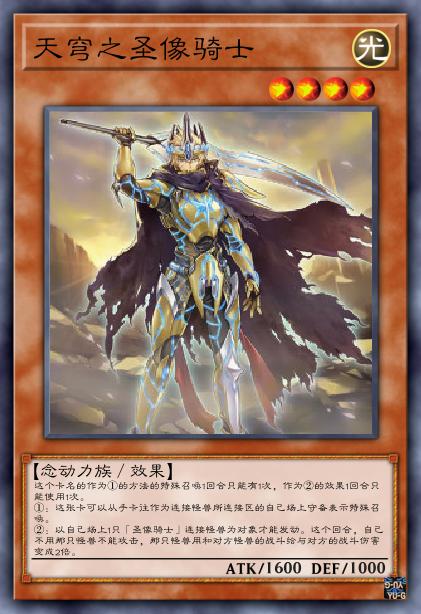 天穹之圣像骑士
光
【念动力族／效果】
这个卡名的作为①的方法的特殊召唤1回合只能有1次，作为②的效果1回合只
能使用1次。
①：这张卡可以从手卡往作为连接怪兽所连接区的自己场上守备表示特殊召
唤。
②：以自己场上1只「圣像骑士」连接怪兽为对象才能发动。这个回合，自己
不用那只怪兽不能攻击，那只怪兽用和对方怪兽的战斗给与对方的战斗伤害
变成2倍。
ATK/1600 DEF/1000